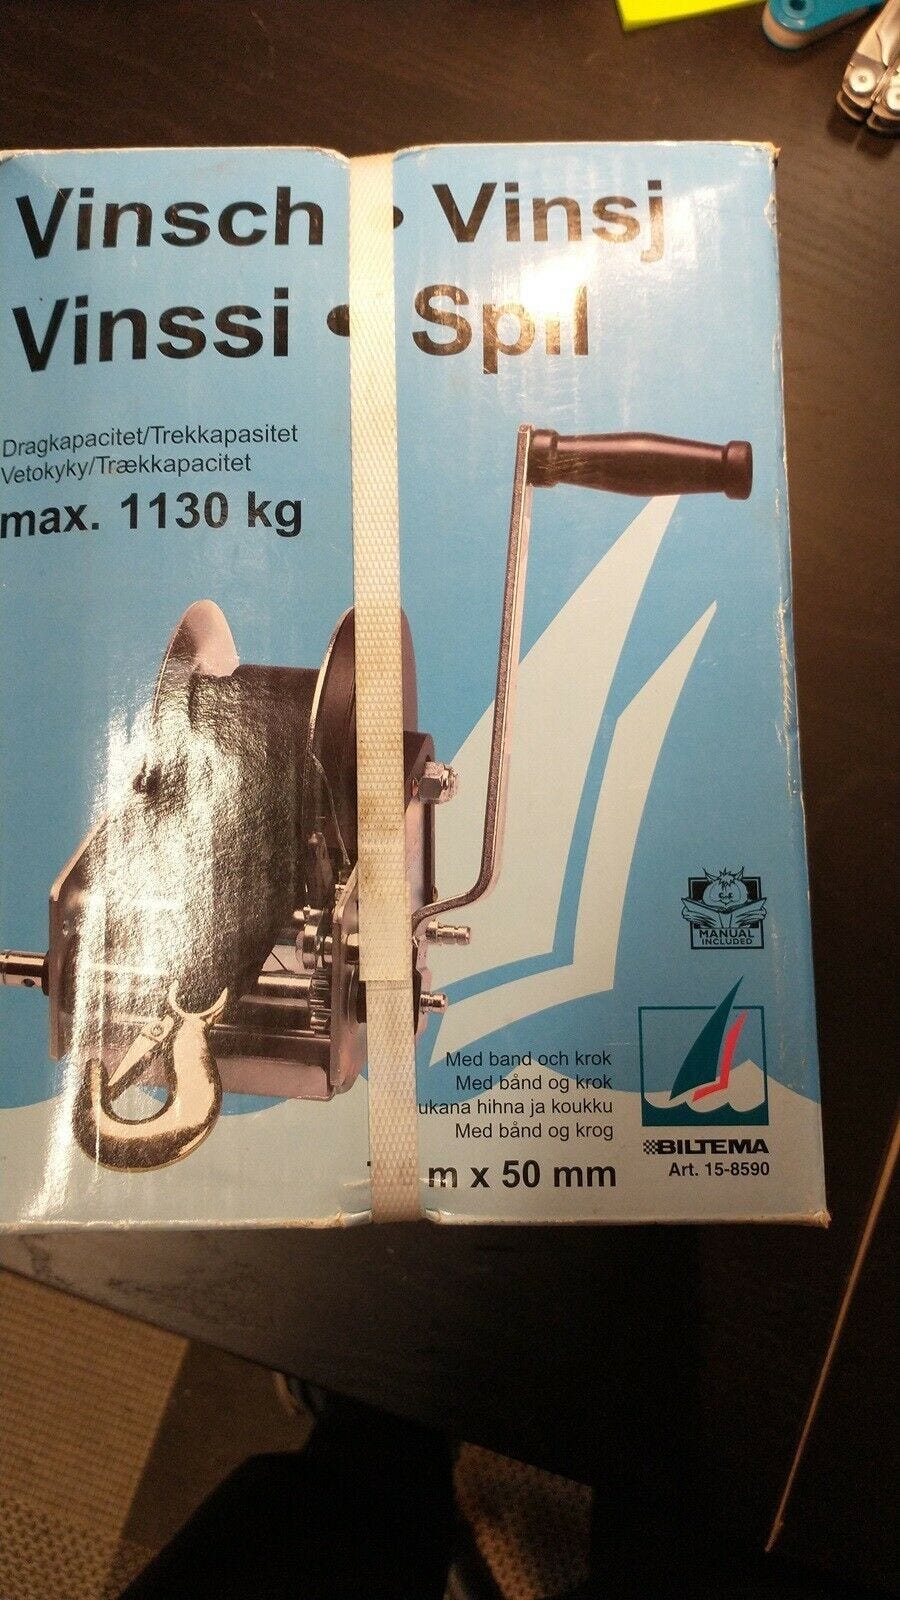 Vinsch • Vinsj
Vinssi • Spil
Dragkapacitet/Trekkapasitet
Vetokyky/Trækkapacitet
max. 1130 kg
MANUAL
INCLUDED
Med band och krok
Med bånd og krok
ukana hihna ja koukku
Med bånd og krog
m x 50 mm
BILTEMA
Art. 15-8590